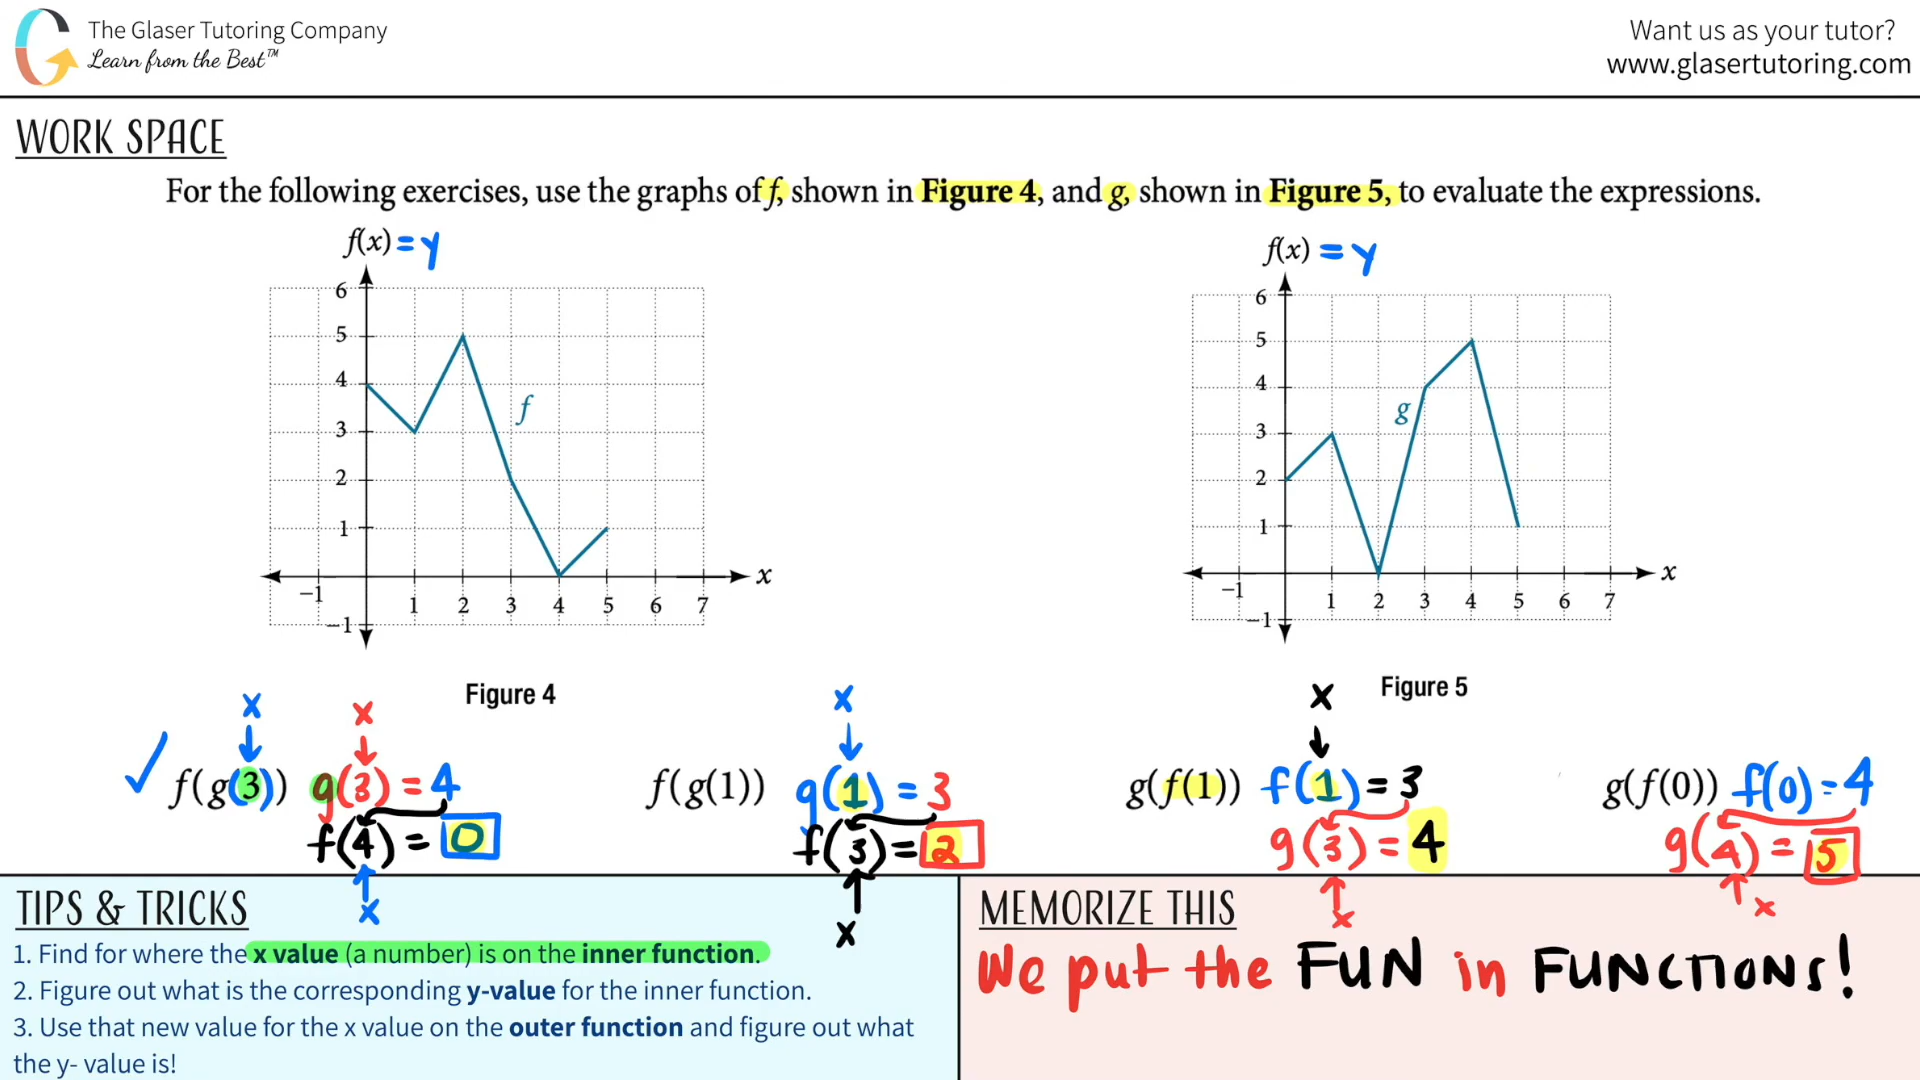 The Glaser Tutoring Company
Learn from the Best™
Want us as your tutor?
www.glasertutoring.com
WORK SPACE
For the following exercises, use the graphs of f, shown in Figure 4, and g, shown in Figure 5, to evaluate the expressions.
f(x) = y
6
5
4
3
2
1
-1
-1
1 2 3 4 5 6 7
x
f
Figure 4
f(x) = y
6
5
4
3
2
1
-1
-1
1 2 3 4 5 6 7
x
g
Figure 5
x x
✓ f(g(3)) g(3) = 4
f(4) = 0
x
x
f(g(1)) g(1) = 3
f(3) = 2
x
x
g(f(1)) f(1) = 3
g(3) = 4
x
g(f(0)) f(0) = 4
g(4) = 5
x
TIPS & TRICKS
1. Find for where the x value (a number) is on the inner function.
2. Figure out what is the corresponding y-value for the inner function.
3. Use that new value for the x value on the outer function and figure out what
the y- value is!
MEMORIZE THIS
We put the FUN in FUNCTIONS!